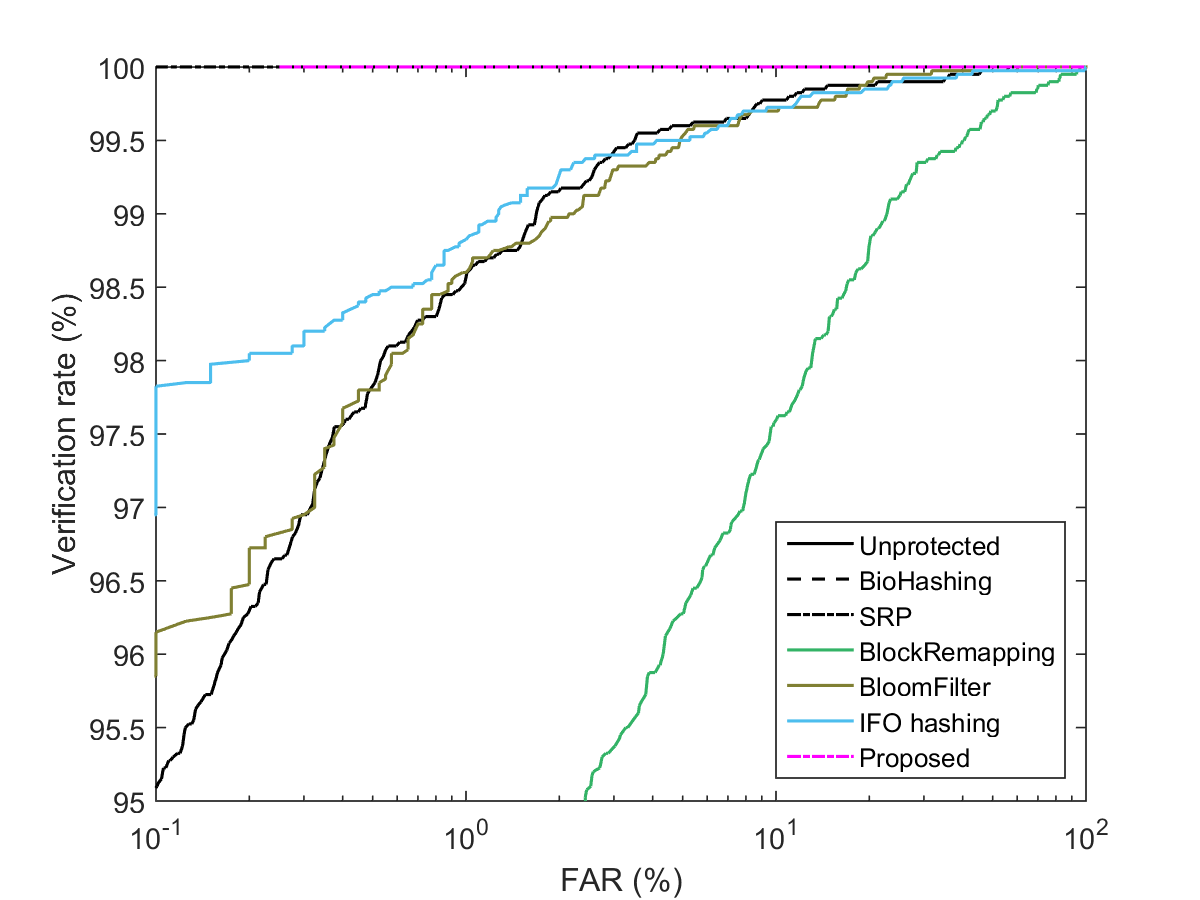 100
99.5
99
98.5
98
97.5
97
96.5
96
95.5
95
Verification rate (%)
10-1
100
101
102
FAR (%)
Unprotected
BioHashing
SRP
BlockRemapping
BloomFilter
IFO hashing
Proposed